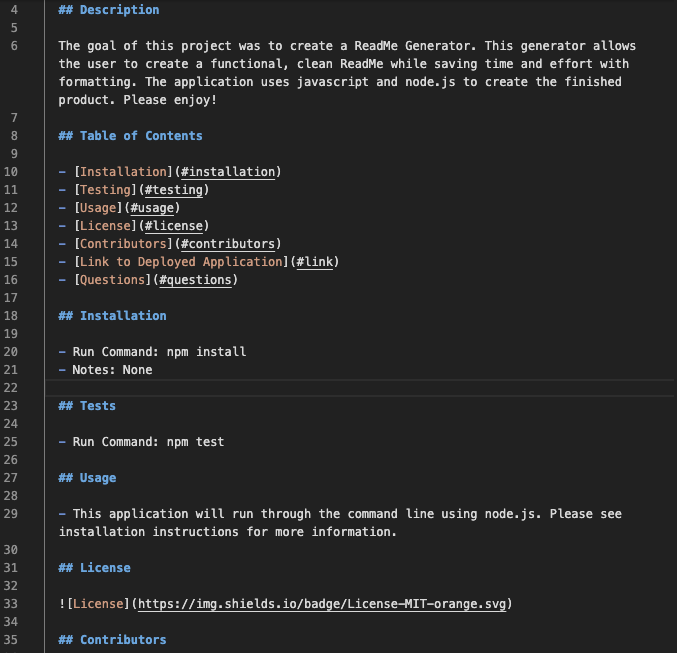 4 ## Description
5
6 The goal of this project was to create a ReadMe Generator. This generator allows
the user to create a functional, clean ReadMe while saving time and effort with
formatting. The application uses javascript and node.js to create the finished
product. Please enjoy!
7
8 ## Table of Contents
9
10 - [Installation](#installation)
11 - [Testing](#testing)
12 - [Usage](#usage)
13 - [License](#license)
14 - [Contributors](#contributors)
15 - [Link to Deployed Application](#link)
16 - [Questions](#questions)
17
18 ## Installation
19
20 - Run Command: npm install
21 - Notes: None
22
23 ## Tests
24
25 - Run Command: npm test
26
27 ## Usage
28
29 - This application will run through the command line using node.js. Please see
installation instructions for more information.
30
31 ## License
32
33 ![License](https://img.shields.io/badge/License-MIT-orange.svg)
34
35 ## Contributors